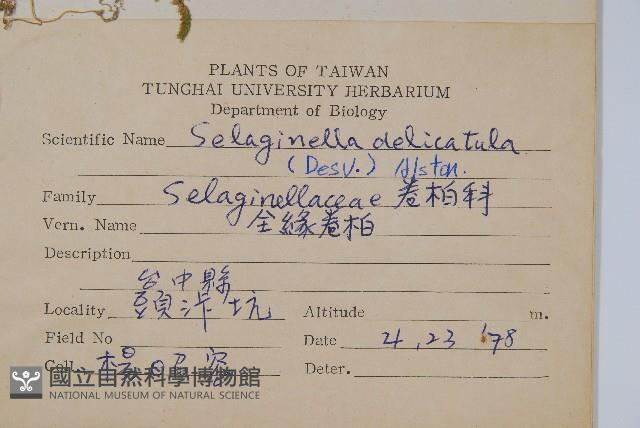 PLANTS OF TAIWAN
TUNGHAI UNIVERSITY HERBARIUM
Department of Biology
Scientific Name Selaginella delicatula
(Desv.) Alston.
Family Selaginellaceae 卷柏科
Vern. Name 全緣卷柏
Description
台中縣
Locality 頭汴坑 Altitude m.
Field No Date 4,23 '78
Coll. 楊 Deter.
國立自然科學博物館
NATIONAL MUSEUM OF NATURAL SCIENCE